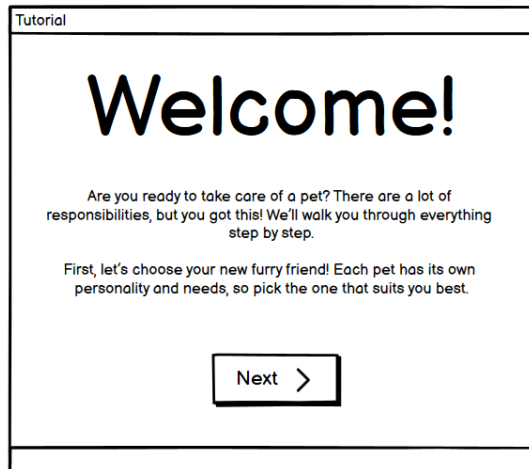 Tutorial
Welcome!
Are you ready to take care of a pet? There are a lot of
responsibilities, but you got this! We'll walk you through everything
step by step.
First, let's choose your new furry friend! Each pet has its own
personality and needs, so pick the one that suits you best.
Next